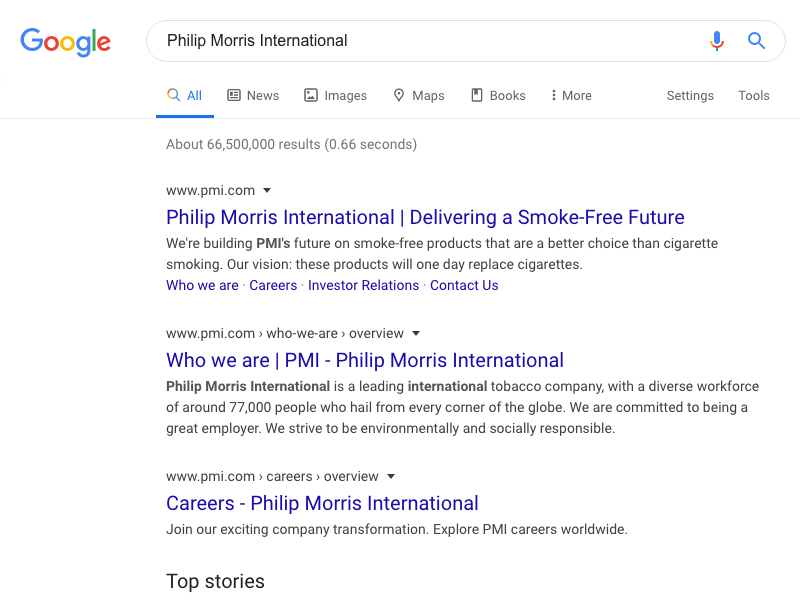 Google
Philip Morris International
All News Images Maps Books More Settings Tools
About 66,500,000 results (0.66 seconds)
www.pmi.com
Philip Morris International | Delivering a Smoke-Free Future
We're building PMI's future on smoke-free products that are a better choice than cigarette
smoking. Our vision: these products will one day replace cigarettes.
Who we are · Careers · Investor Relations · Contact Us
www.pmi.com › who-we-are › overview
Who we are | PMI - Philip Morris International
Philip Morris International is a leading international tobacco company, with a diverse workforce
of around 77,000 people who hail from every corner of the globe. We are committed to being a
great employer. We strive to be environmentally and socially responsible.
www.pmi.com › careers › overview
Careers - Philip Morris International
Join our exciting company transformation. Explore PMI careers worldwide.
Top stories